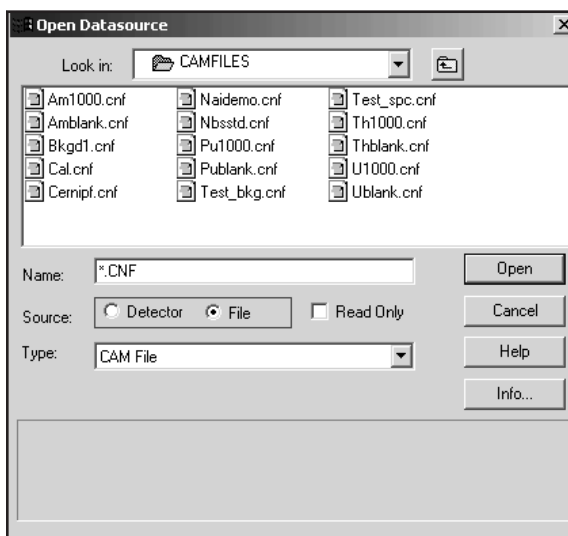 Open Datasource
Look in: CAMFILES
Am1000.cnf Naidemo.cnf Test_spc.cnf
Amblank.cnf Nbsstd.cnf Th1000.cnf
Bkgd1.cnf Pu1000.cnf Thblank.cnf
Cal.cnf Publank.cnf U1000.cnf
Cernipf.cnf Test_bkg.cnf Ublank.cnf
Name: *.CNF Open
Source: Detector File Read Only Cancel
Type: CAM File Help
Info...